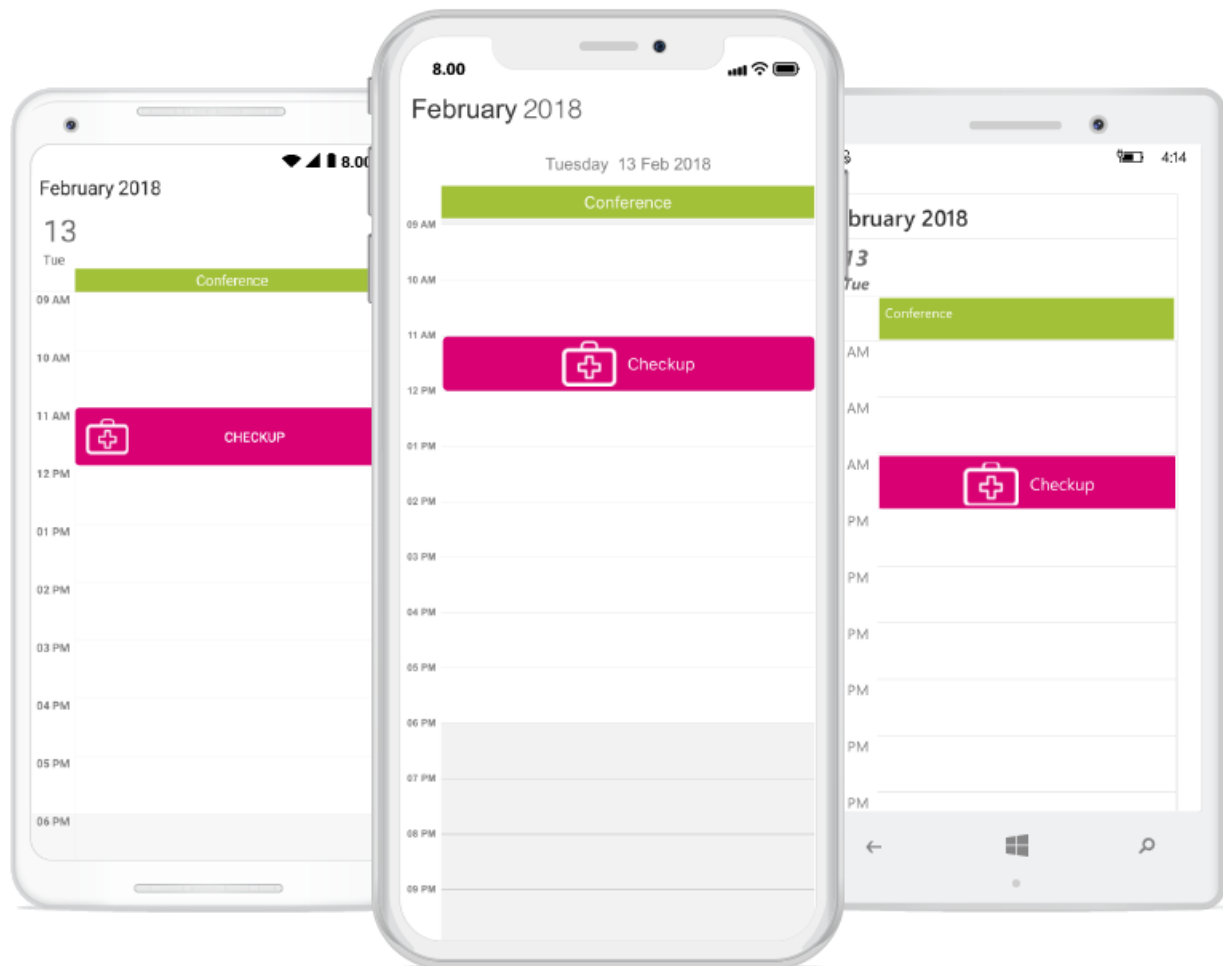 8.00
February 2018
Tuesday 13 Feb 2018
Conference
09 AM
10 AM
11 AM
Checkup
12 PM
01 PM
02 PM
03 PM
04 PM
05 PM
06 PM
07 PM
08 PM
09 PM
8.00
February 2018
13
Tue
Conference
09 AM
10 AM
11 AM
CHECKUP
12 PM
01 PM
02 PM
03 PM
04 PM
05 PM
06 PM
4:14
bruary 2018
13
Tue
Conference
AM
AM
AM
Checkup
PM
PM
PM
PM
PM
PM